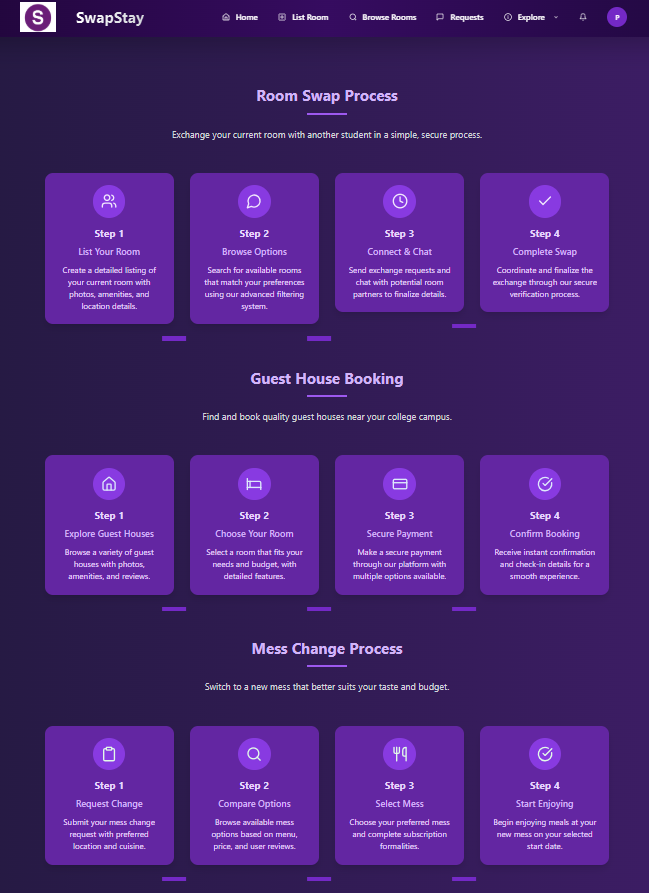 S SwapStay Home List Room Browse Rooms Requests Explore P
Room Swap Process
Exchange your current room with another student in a simple, secure process.
Step 1
List Your Room
Create a detailed listing of
your current room with
photos, amenities, and
location details.
Step 2
Browse Options
Search for available rooms
that match your preferences
using our advanced filtering
system.
Step 3
Connect & Chat
Send exchange requests and
chat with potential room
partners to finalize details.
Step 4
Complete Swap
Coordinate and finalize the
exchange through our secure
verification process.
Guest House Booking
Find and book quality guest houses near your college campus.
Step 1
Explore Guest Houses
Browse a variety of guest
houses with photos,
amenities, and reviews.
Step 2
Choose Your Room
Select a room that fits your
needs and budget, with
detailed features.
Step 3
Secure Payment
Make a secure payment
through our platform with
multiple options available.
Step 4
Confirm Booking
Receive instant confirmation
and check-in details for a
smooth experience.
Mess Change Process
Switch to a new mess that better suits your taste and budget.
Step 1
Request Change
Submit your mess change
request with preferred
location and cuisine.
Step 2
Compare Options
Browse available mess
options based on menu,
price, and user reviews.
Step 3
Select Mess
Choose your preferred mess
and complete subscription
formalities.
Step 4
Start Enjoying
Begin enjoying meals at your
new mess on your selected
start date.